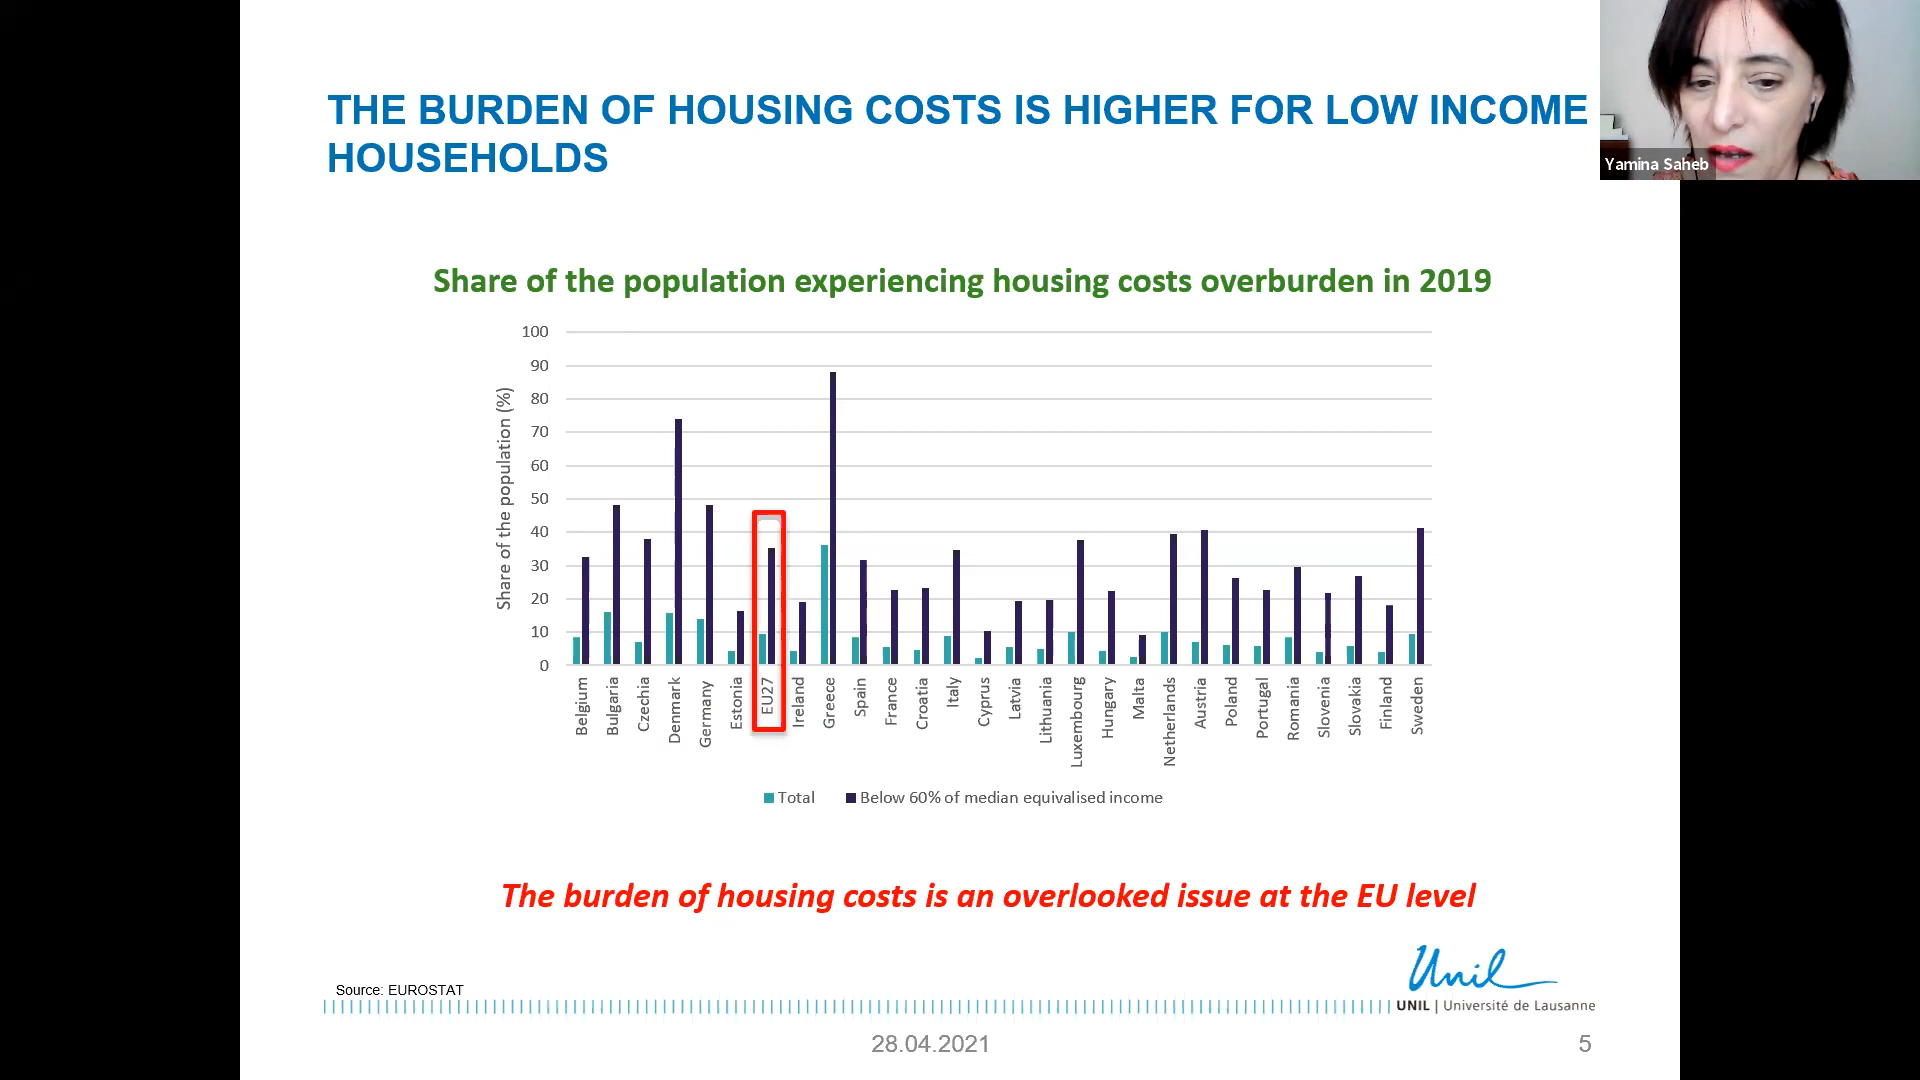 THE BURDEN OF HOUSING COSTS IS HIGHER FOR LOW INCOME
HOUSEHOLDS
Yamina Saheb
Share of the population experiencing housing costs overburden in 2019
Share of the population (%)
100
90
80
70
60
50
40
30
20
10
0
Belgium
Bulgaria
Czechia
Denmark
Germany
Estonia
EU27
Ireland
Greece
Spain
France
Croatia
Italy
Cyprus
Latvia
Lithuania
Luxembourg
Hungary
Malta
Netherlands
Austria
Poland
Portugal
Romania
Slovenia
Slovakia
Finland
Sweden
Total
Below 60% of median equivalised income
The burden of housing costs is an overlooked issue at the EU level
Unil
Source: EUROSTAT
UNIL | Université de Lausanne
28.04.2021
5